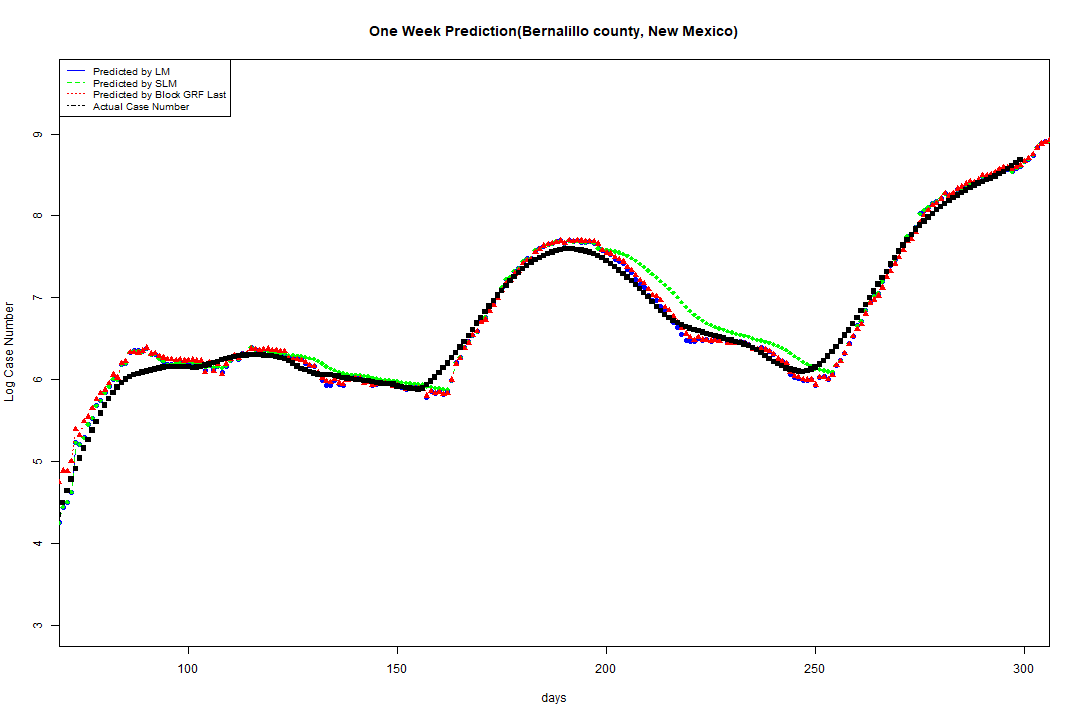 One Week Prediction(Bernalillo county, New Mexico)
Predicted by LM
Predicted by SLM
Predicted by Block GRF Last
Actual Case Number
9
8
7
6
5
4
3
Log Case Number
100 150 200 250 300
days